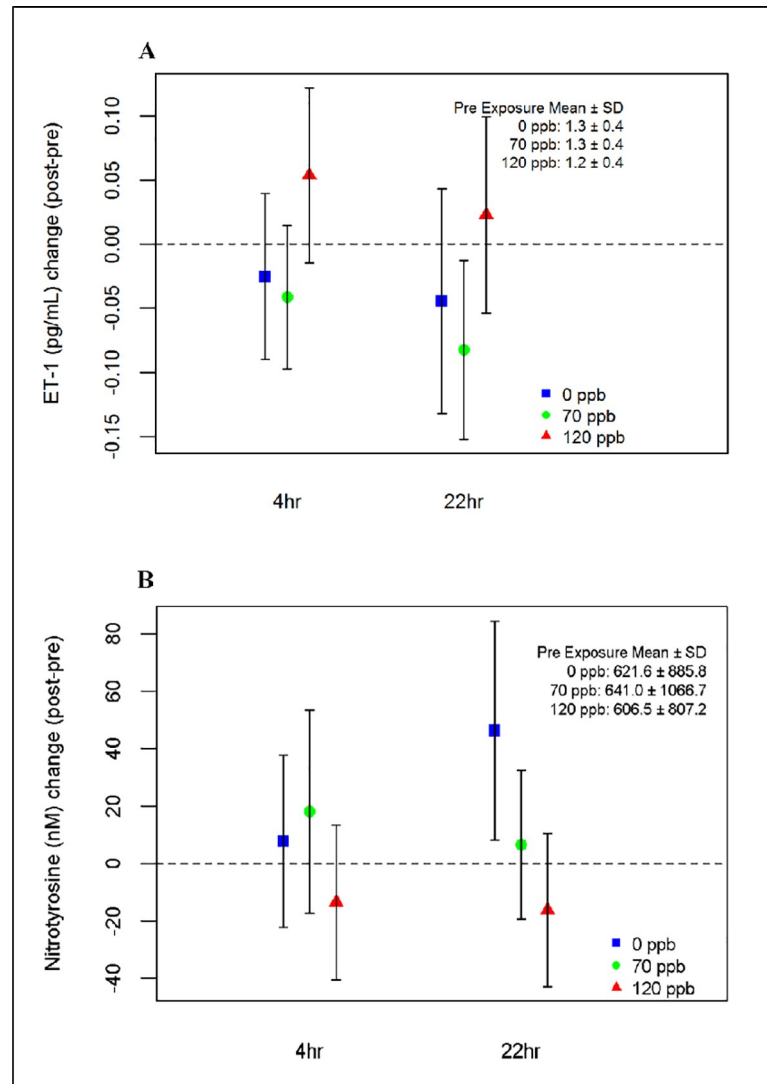 A
ET-1 (pg/mL) change (post-pre)
0.10
0.05
0.00
-0.05
-0.10
-0.15
Pre Exposure Mean ± SD
0 ppb: 1.3 ± 0.4
70 ppb: 1.3 ± 0.4
120 ppb: 1.2 ± 0.4
0 ppb
70 ppb
120 ppb
4hr
22hr
B
Nitrotyrosine (nM) change (post-pre)
80
60
40
20
0
-20
-40
Pre Exposure Mean ± SD
0 ppb: 621.6 ± 885.8
70 ppb: 641.0 ± 1066.7
120 ppb: 606.5 ± 807.2
0 ppb
70 ppb
120 ppb
4hr
22hr